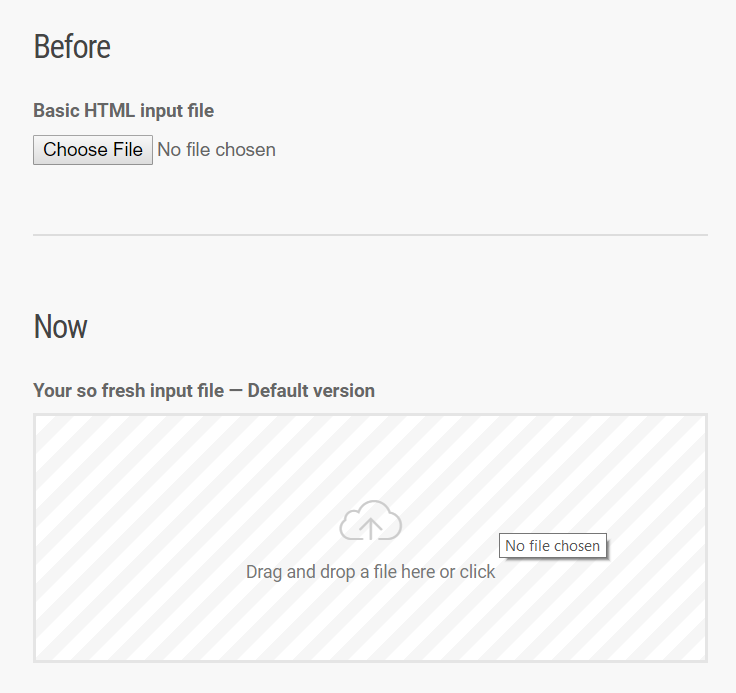 Before
Basic HTML input file
Choose File No file chosen
Now
Your so fresh input file — Default version
No file chosen
Drag and drop a file here or click